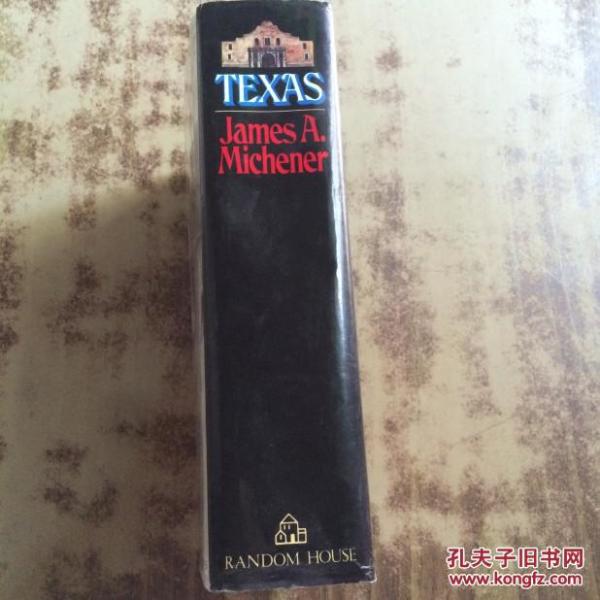 TEXAS
James A.
Michener
RANDOM HOUSE
孔夫子旧书网
www.kongfz.com